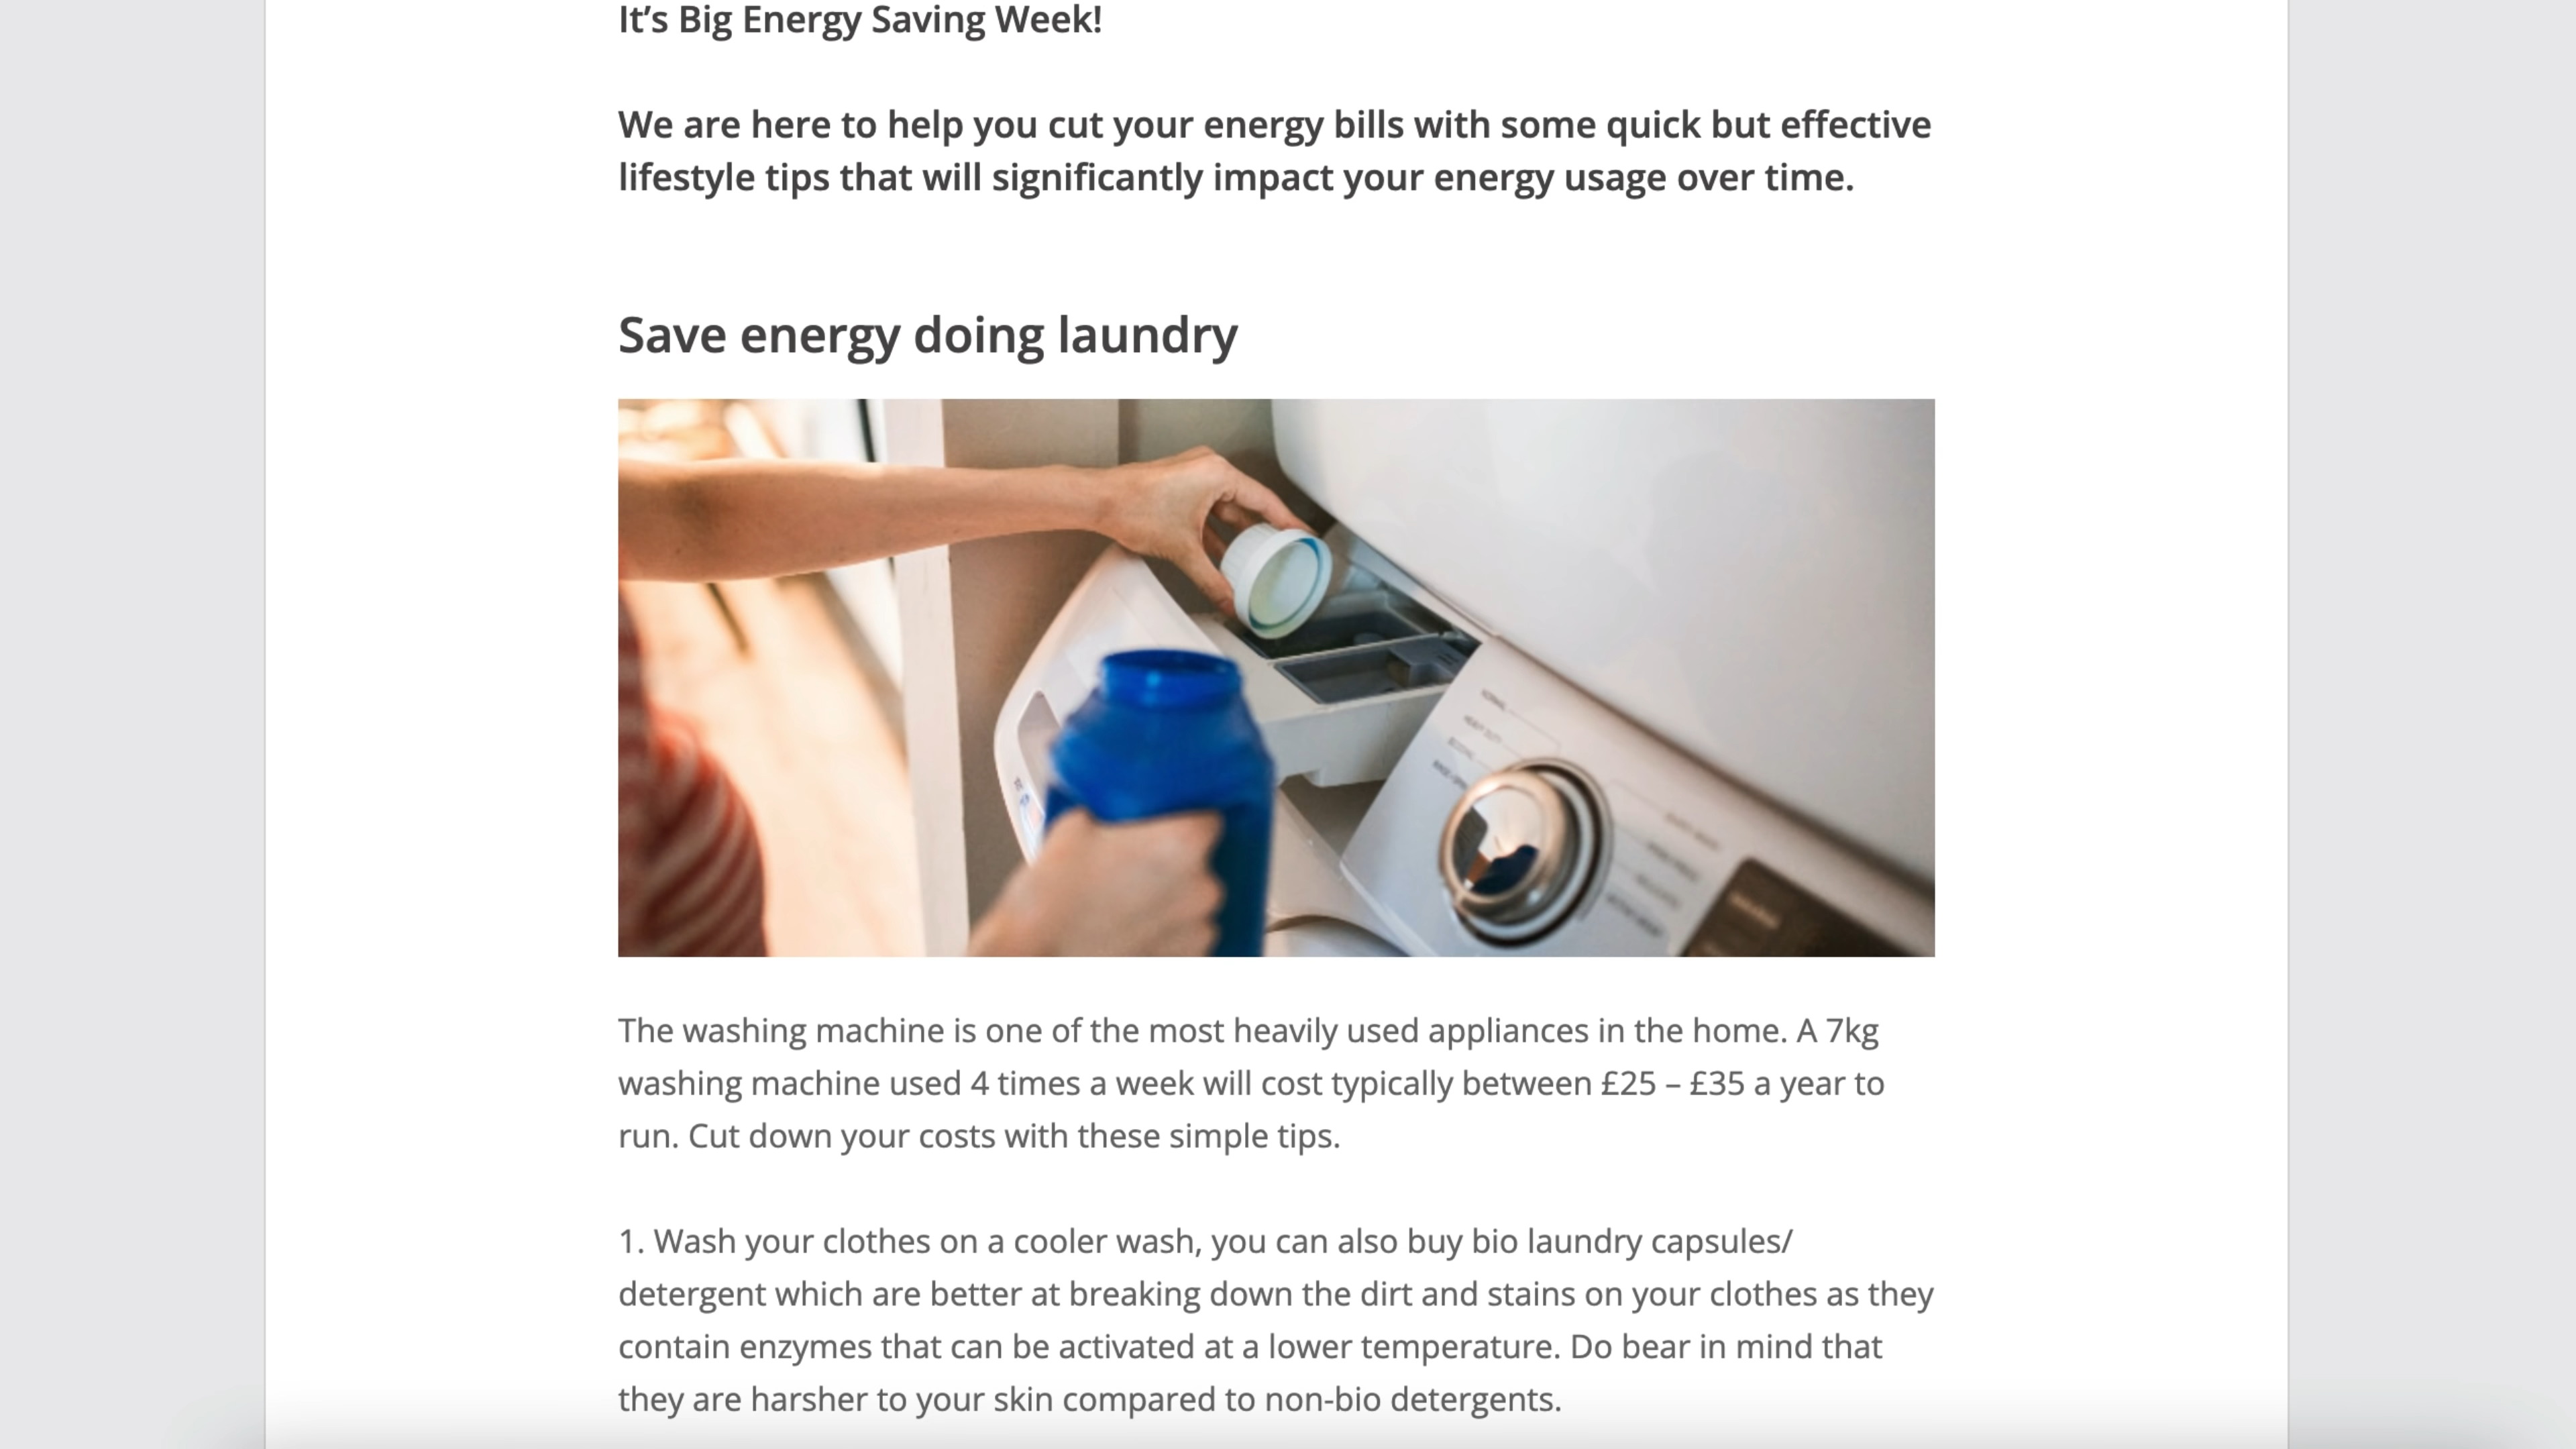 It’s Big Energy Saving Week!
We are here to help you cut your energy bills with some quick but effective
lifestyle tips that will significantly impact your energy usage over time.
Save energy doing laundry
NORMAL
HEAVY DUTY
The washing machine is one of the most heavily used appliances in the home. A 7kg
washing machine used 4 times a week will cost typically between £25 – £35 a year to
run. Cut down your costs with these simple tips.
1. Wash your clothes on a cooler wash, you can also buy bio laundry capsules/
detergent which are better at breaking down the dirt and stains on your clothes as they
contain enzymes that can be activated at a lower temperature. Do bear in mind that
they are harsher to your skin compared to non-bio detergents.